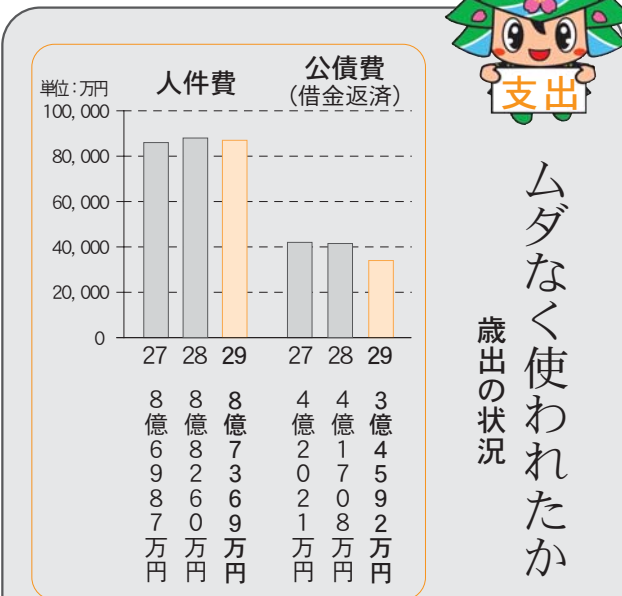 支出
ムダなく使われたか
歳出の状況
単位:万円
人件費
公債費
(借金返済)
100,000
80,000
60,000
40,000
20,000
0
27 28 29
27 28 29
8億6987万円
8億8260万円
8億7369万円
4億2021万円
4億1708万円
3億4592万円